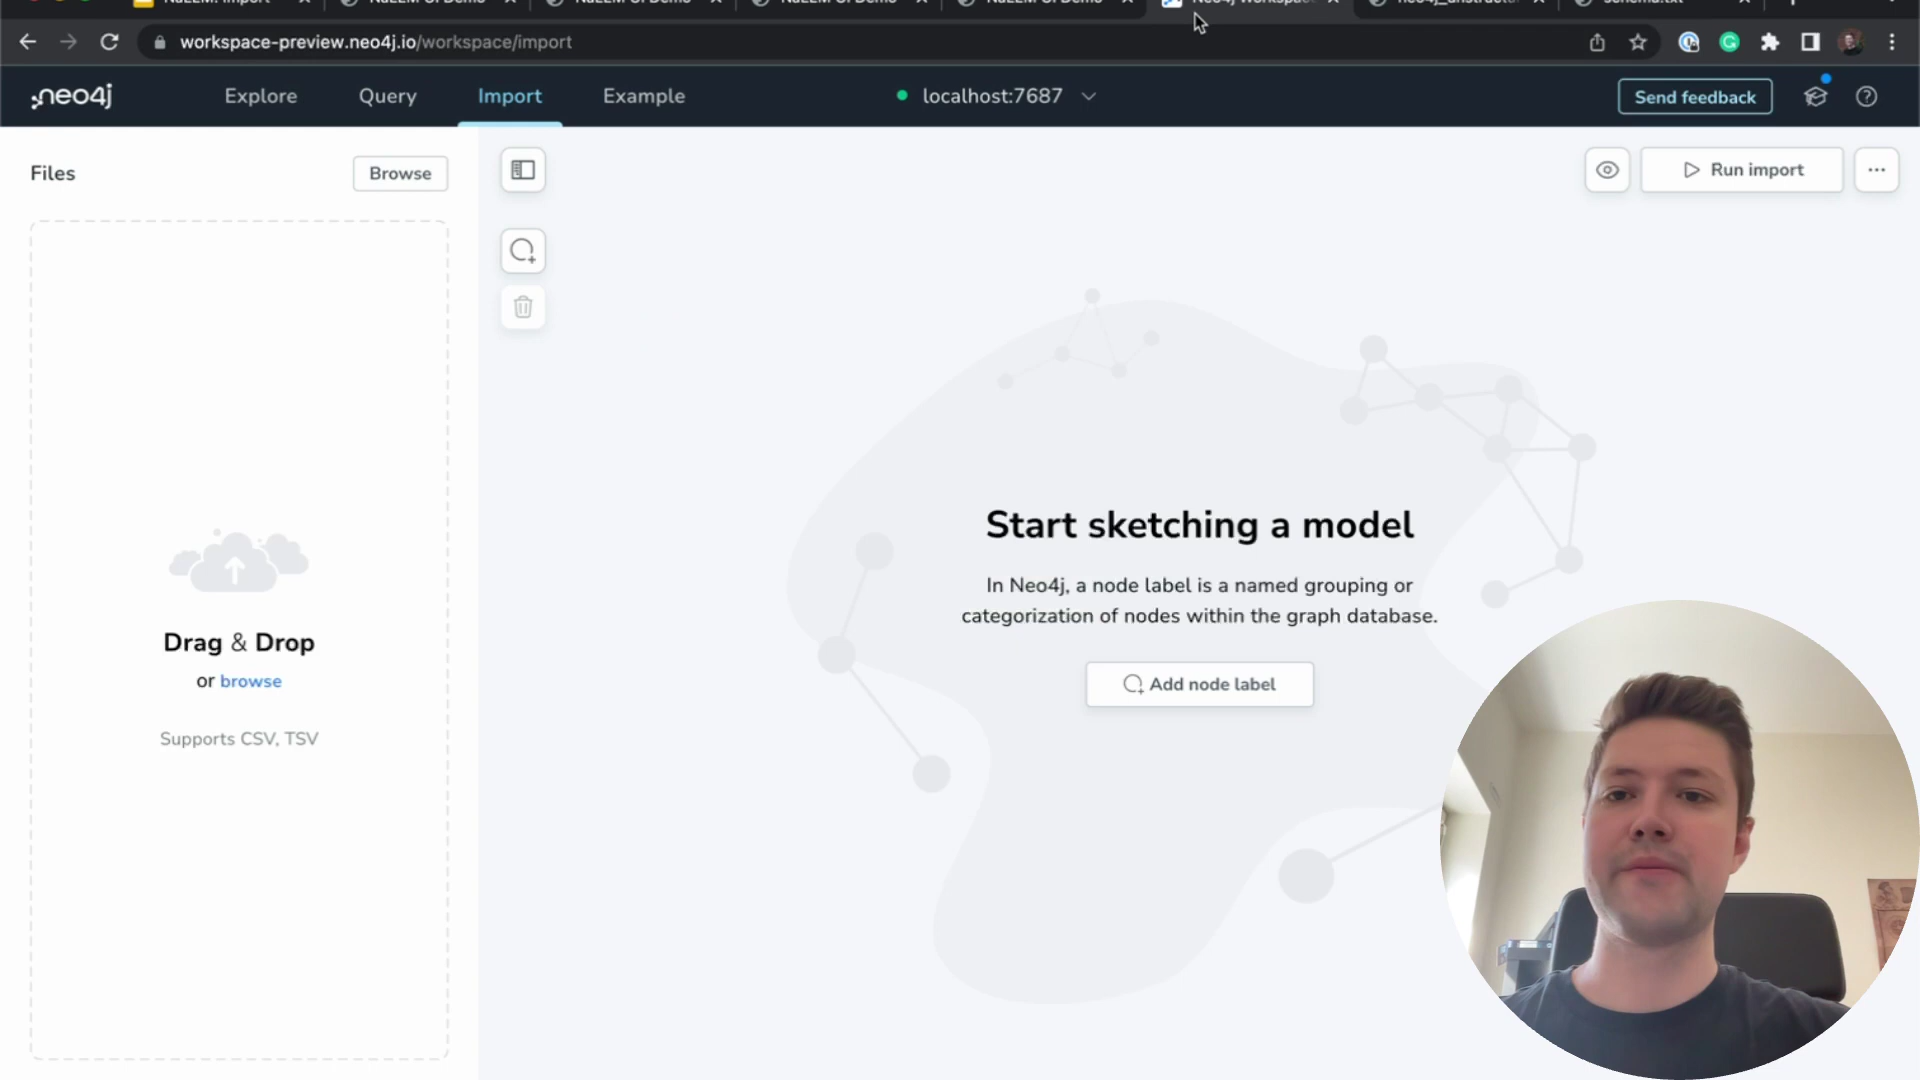 workspace-preview.neo4j.io/workspace/import
neo4j
Explore
Query
Import
Example
localhost:7687
Send feedback
Files
Browse
Run import
Start sketching a model
In Neo4j, a node label is a named grouping or
categorization of nodes within the graph database.
Add node label
Drag & Drop
or browse
Supports CSV, TSV